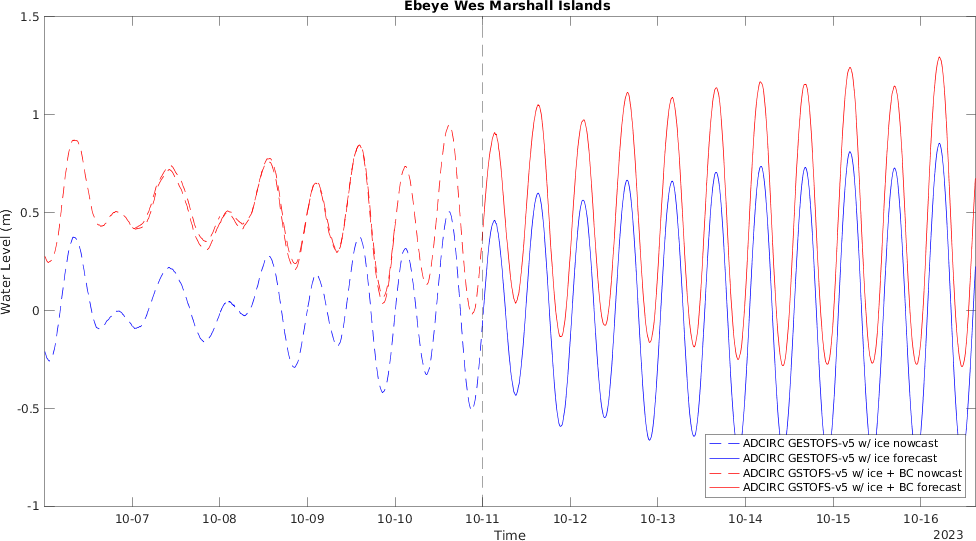 Ebeye Wes Marshall Islands
1.5
1
0.5
0
-0.5
-1
Water Level (m)
ADCIRC GESTOFS-v5 w/ ice nowcast
ADCIRC GESTOFS-v5 w/ ice forecast
ADCIRC GSTOFS-v5 w/ ice + BC nowcast
ADCIRC GSTOFS-v5 w/ ice + BC forecast
10-07 10-08 10-09 10-10 10-11 10-12 10-13 10-14 10-15 10-16
Time
2023